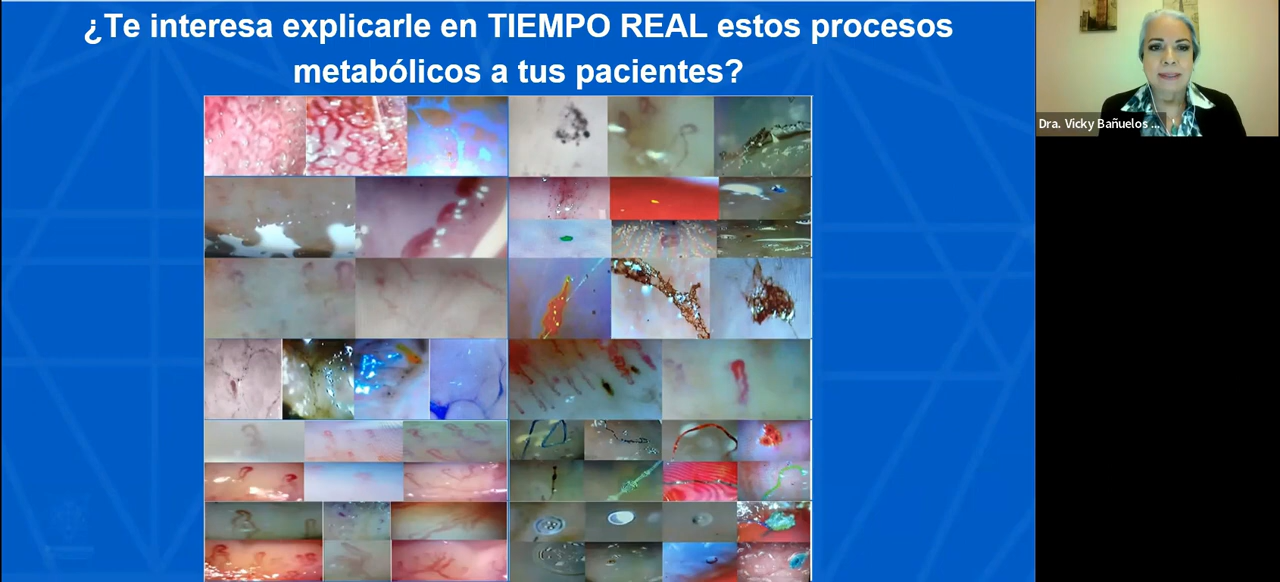 ¿Te interesa explicarle en TIEMPO REAL estos procesos
metabólicos a tus pacientes?
Dra. Vicky Bañuelos ...